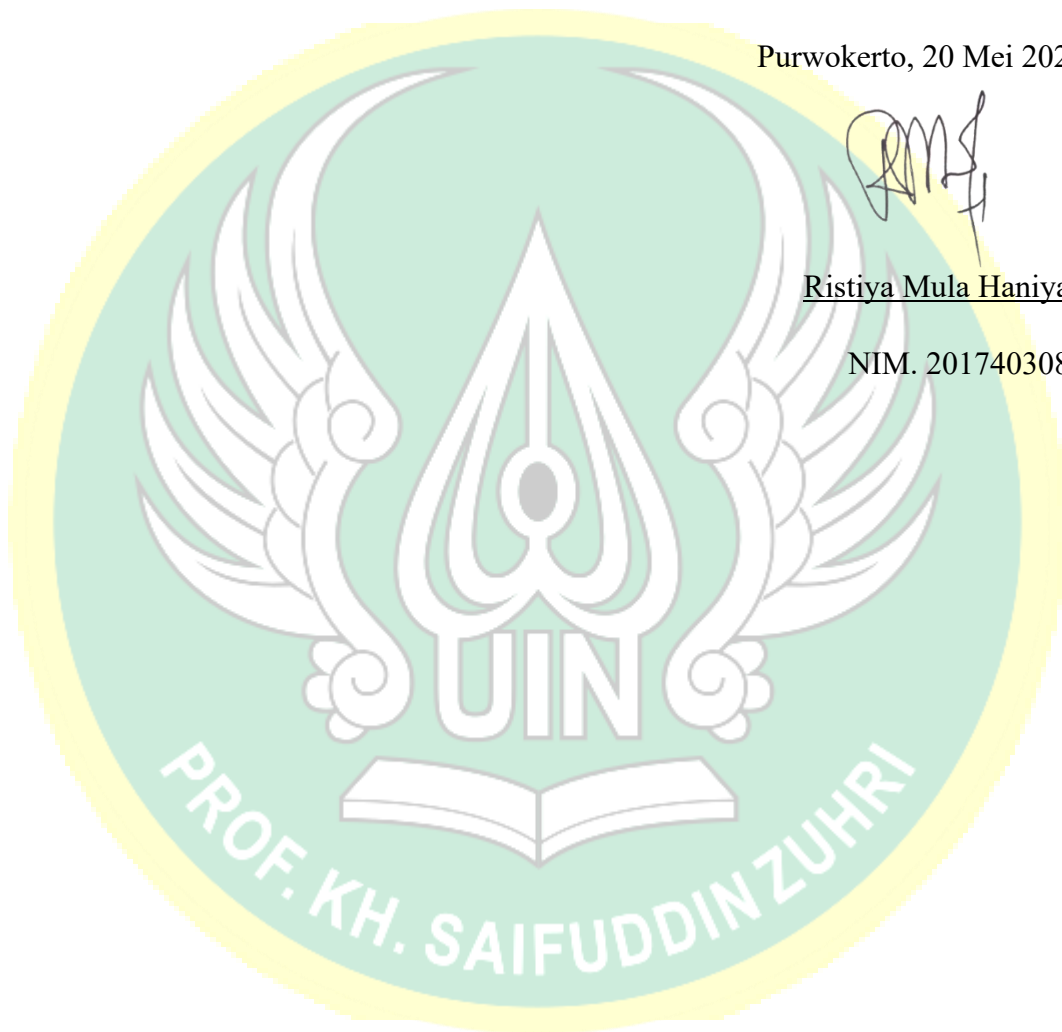 Purwokerto, 20 Mei 202
Ristiya Mula Haniya
NIM. 201740308
UIN
PROF. KH. SAIFUDDIN ZUHRI